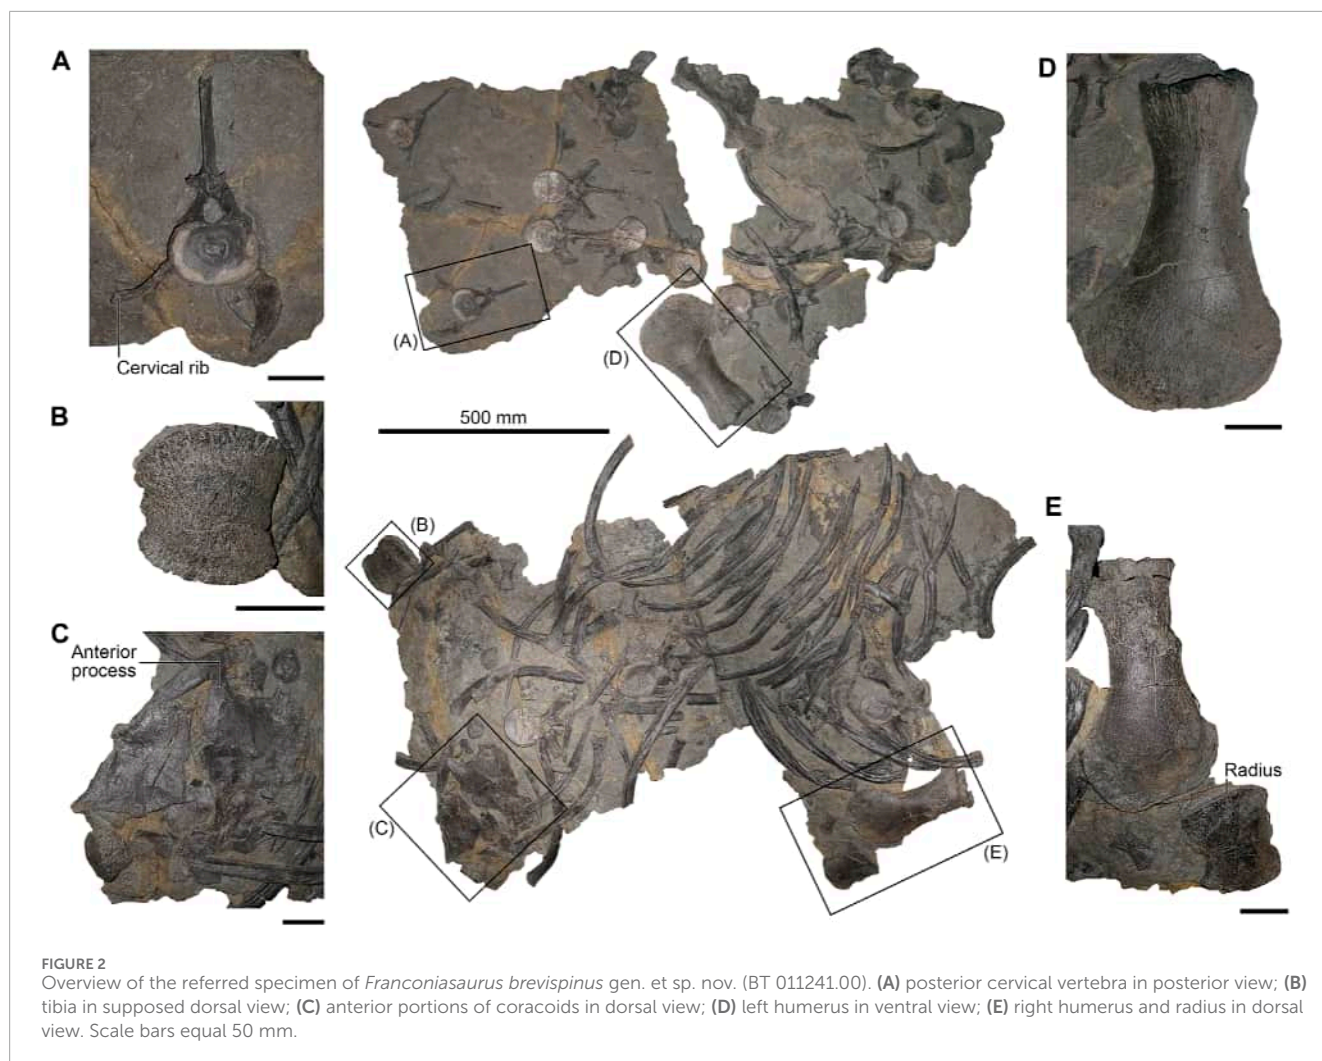 A
Cervical rib
B
C
Anterior
process
(A)
(D)
500 mm
(B)
(C)
(E)
D
E
Radius
FIGURE 2
Overview of the referred specimen of Franconiasaurus brevispinus gen. et sp. nov. (BT 011241.00). (A) posterior cervical vertebra in posterior view; (B)
tibia in supposed dorsal view; (C) anterior portions of coracoids in dorsal view; (D) left humerus in ventral view; (E) right humerus and radius in dorsal
view. Scale bars equal 50 mm.